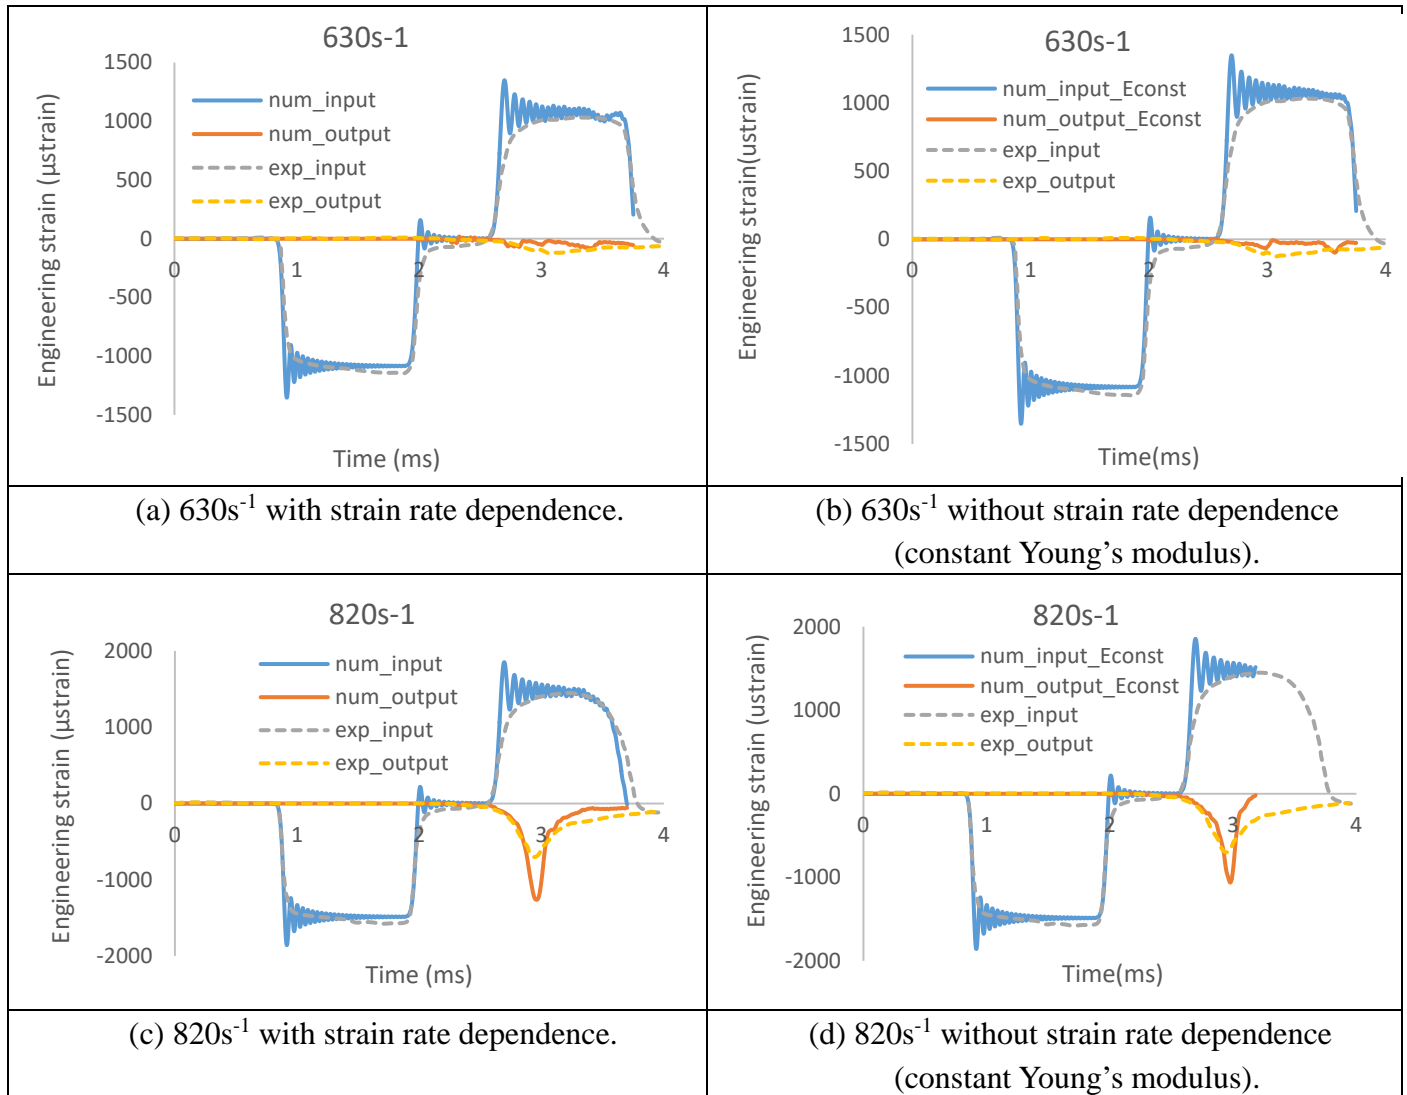 630s-1
1500
1000
500
0
-500
-1000
-1500
0
1
2
3
4
Engineering strain (µstrain)
Time (ms)
num_input
num_output
exp_input
exp_output
630s-1
1500
1000
500
0
-500
-1000
-1500
0
1
2
3
4
Engineering strain(ustrain)
Time(ms)
num_input_Econst
num_output_Econst
exp_input
exp_output
(a) 630s-1 with strain rate dependence.
(b) 630s-1 without strain rate dependence
(constant Young’s modulus).
820s-1
2000
1000
0
-1000
-2000
0
1
2
3
4
Engineering strain (µstrain)
Time (ms)
num_input
num_output
exp_input
exp_output
820s-1
2000
1000
0
-1000
-2000
0
1
2
3
4
Engineering strain (ustrain)
Time(ms)
num_input_Econst
num_output_Econst
exp_input
exp_output
(c) 820s-1 with strain rate dependence.
(d) 820s-1 without strain rate dependence
(constant Young’s modulus).